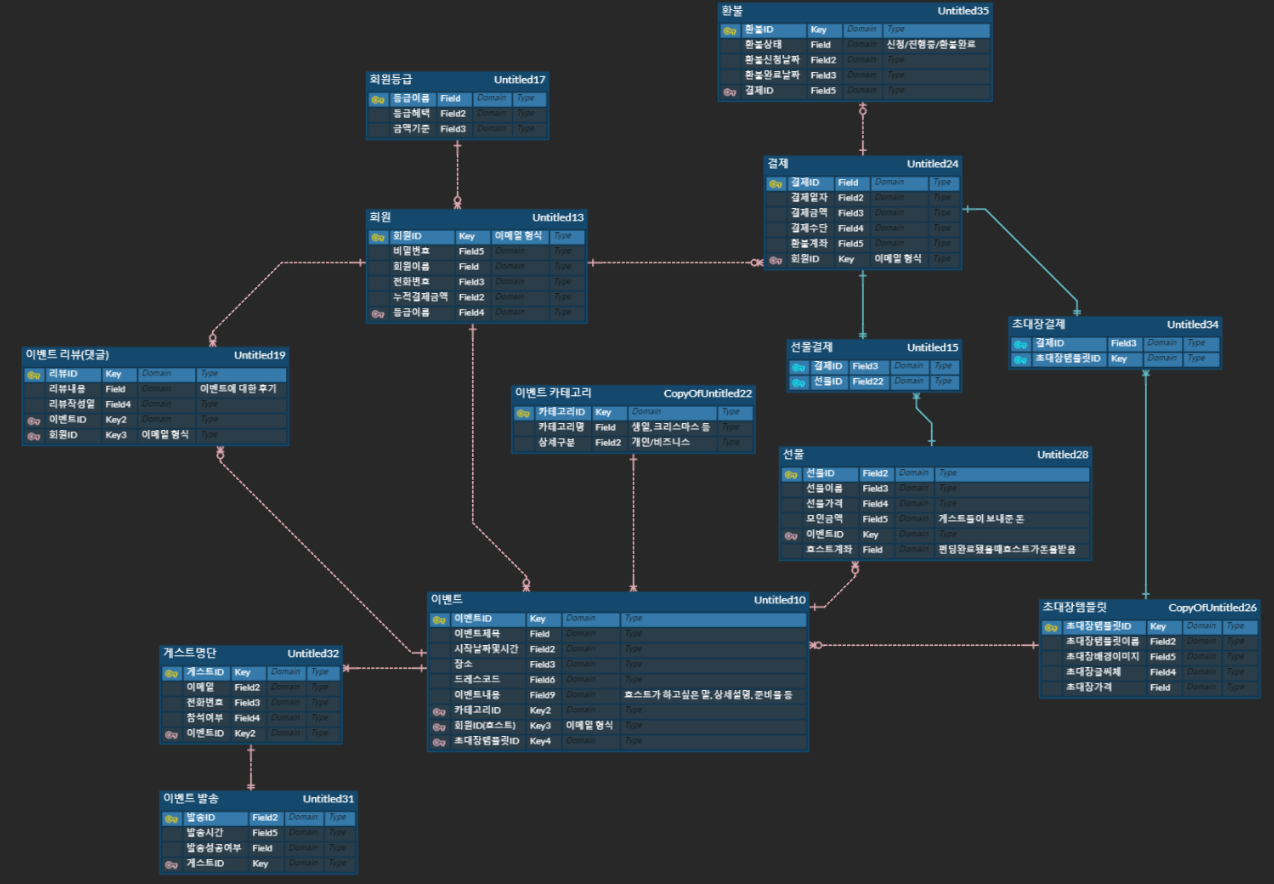 환불 Untitled35
환불ID Key Domain Type
환불상태 Field Domain 신청/진행중/환불완료
환불신청날짜 Field2 Domain Type
환불완료날짜 Field3 Domain Type
결제ID Field5 Domain Type
회원등급 Untitled17
등급이름 Field Domain Type
등급혜택 Field2 Domain Type
금액기준 Field3 Domain Type
결제 Untitled24
결제ID Field Domain Type
결제일자 Field2 Domain Type
결제금액 Field3 Domain Type
결제수단 Field4 Domain Type
환불계좌 Field5 Domain Type
회원ID Key 이메일 형식 Type
회원 Untitled13
회원ID Key 이메일 형식 Type
비밀번호 Field5 Domain Type
회원이름 Field Domain Type
전화번호 Field3 Domain Type
누적결제금액 Field2 Domain Type
등급이름 Field4 Domain Type
초대장결제 Untitled34
결제ID Field3 Domain Type
초대장템플릿ID Key Domain Type
이벤트 리뷰(댓글) Untitled19
리뷰ID Key Domain Type
리뷰내용 Field Domain 이벤트에 대한 후기
리뷰작성일 Field4 Domain Type
이벤트ID Key2 Domain Type
회원ID Key3 이메일 형식 Type
선물결제 Untitled15
결제ID Field3 Domain Type
선물ID Field22 Domain Type
이벤트 카테고리 CopyOfUntitled22
카테고리ID Key Domain Type
카테고리명 Field 생일, 크리스마스 등 Type
상세구분 Field2 개인/비즈니스 Type
선물 Untitled28
선물ID Field2 Domain Type
선물이름 Field3 Domain Type
선물가격 Field4 Domain Type
모인금액 Field5 Domain 게스트들이 보내준 돈
이벤트ID Key Domain Type
호스트계좌 Field Domain 펀딩완료됐을때호스트가돈을받음
이벤트 Untitled10
이벤트ID Key Domain Type
이벤트제목 Field Domain Type
시작날짜및시간 Field2 Domain Type
장소 Field3 Domain Type
드레스코드 Field6 Domain Type
이벤트내용 Field9 Domain 호스트가 하고싶은 말, 상세설명, 준비물 등
카테고리ID Key2 Domain Type
회원ID(호스트) Key3 이메일 형식 Type
초대장템플릿ID Key4 Domain Type
초대장템플릿 CopyOfUntitled26
초대장템플릿ID Key Domain Type
초대장템플릿이름 Field2 Domain Type
초대장배경이미지 Field5 Domain Type
초대장글씨체 Field4 Domain Type
초대장가격 Field Domain Type
게스트명단 Untitled32
게스트ID Key Domain Type
이메일 Field2 Domain Type
전화번호 Field3 Domain Type
참석여부 Field4 Domain Type
이벤트ID Key2 Domain Type
이벤트 발송 Untitled31
발송ID Field2 Domain Type
발송시간 Field5 Domain Type
발송성공여부 Field Domain Type
게스트ID Key Domain Type